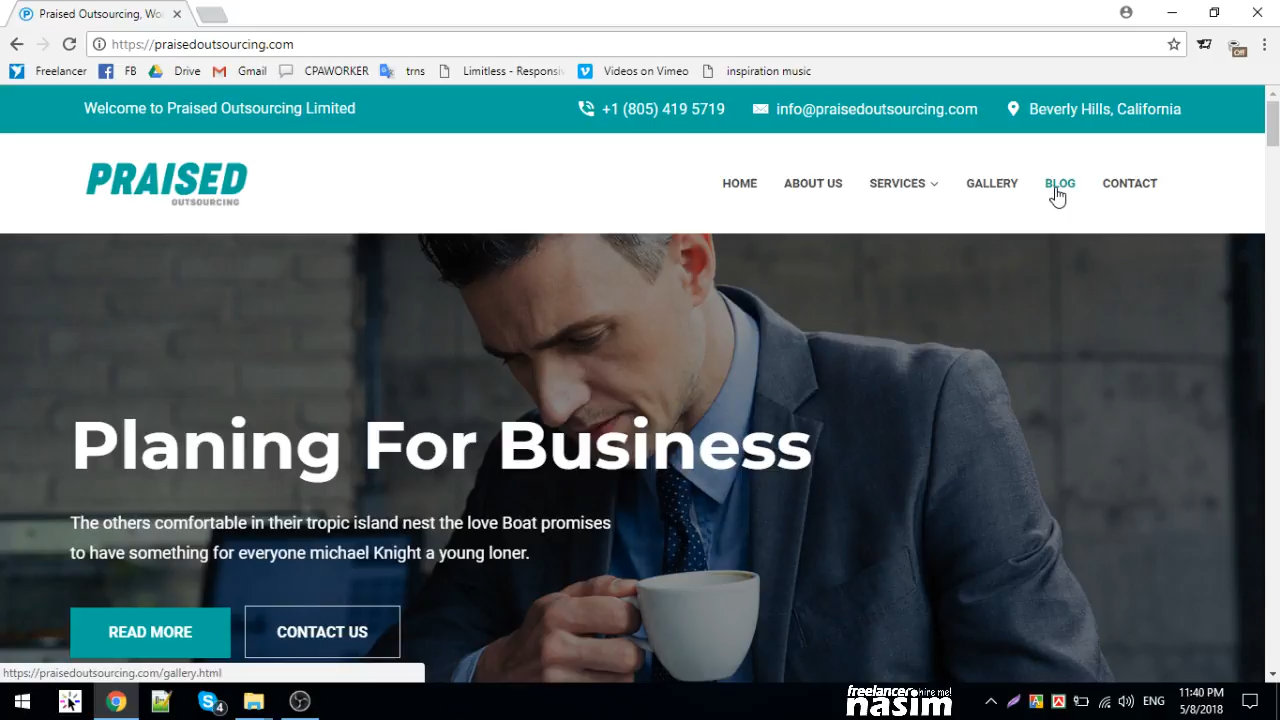 Praised Outsourcing, Wo
https://praisedoutsourcing.com
Off
Freelancer FB Drive Gmail CPAWORKER trns Limitless - Responsiv Videos on Vimeo inspiration music
Welcome to Praised Outsourcing Limited +1 (805) 419 5719 info@praisedoutsourcing.com Beverly Hills, California
PRAISED
OUTSOURCING
HOME ABOUT US SERVICES GALLERY BLOG CONTACT
Planing For Business
The others comfortable in their tropic island nest the love Boat promises
to have something for everyone michael Knight a young loner.
READ MORE CONTACT US
https://praisedoutsourcing.com/gallery.html
4
freelancer hire me!
nasim
ENG
11:40 PM
5/8/2018